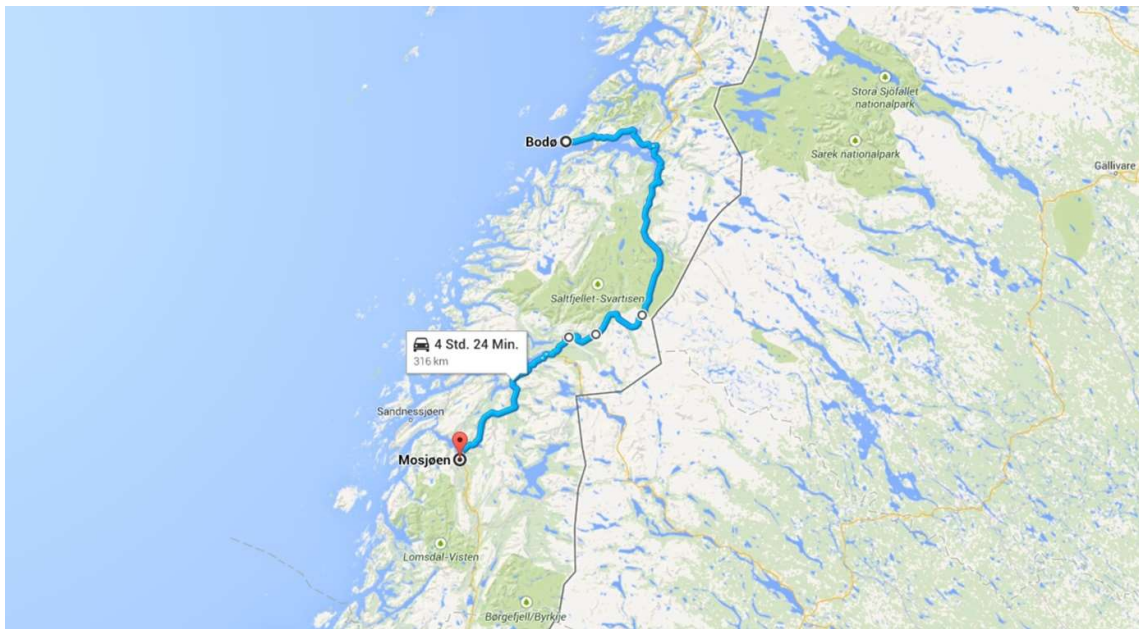 Stora Sjöfallet
nationalpark
Bodø
Sarek nationalpark
Gällivare
Saltfjellet-Svartisen
4 Std. 24 Min.
316 km
Sandnessjøen
Mosjøen
Lomsdal-Visten
Børgefjell/Byrkije